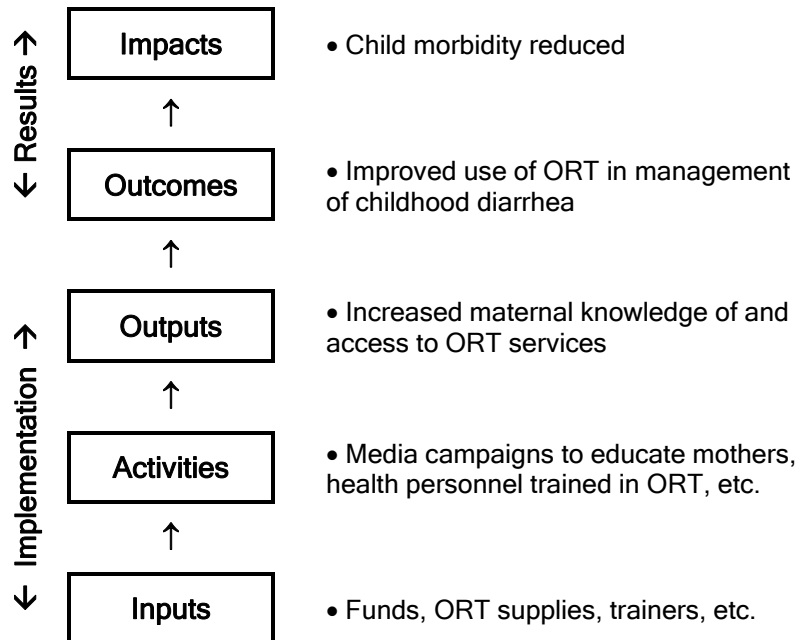 ← Results →
Impacts
• Child morbidity reduced
↑
Outcomes
• Improved use of ORT in management
of childhood diarrhea
↑
← Implementation →
Outputs
• Increased maternal knowledge of and
access to ORT services
↑
Activities
• Media campaigns to educate mothers,
health personnel trained in ORT, etc.
↑
Inputs
• Funds, ORT supplies, trainers, etc.